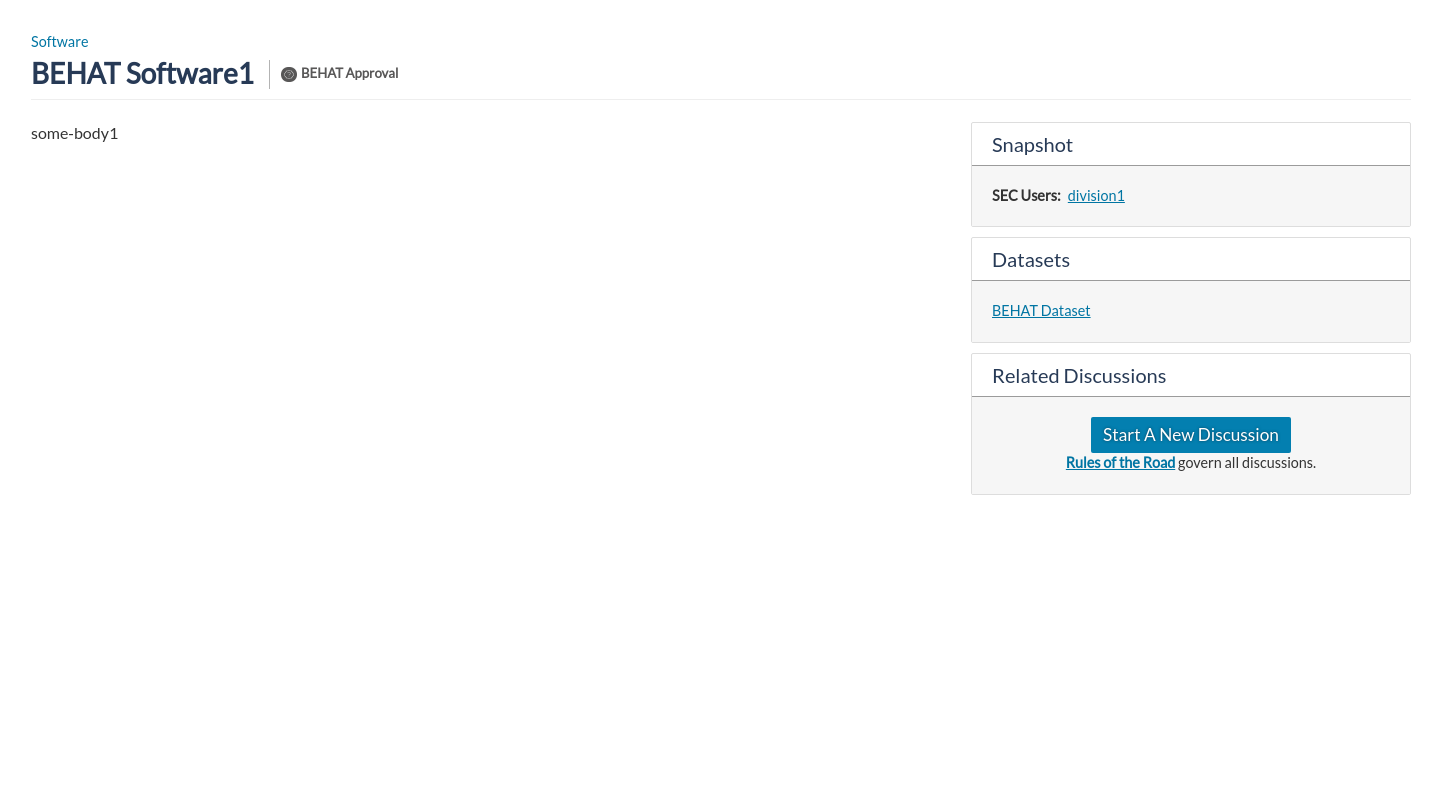 Software
BEHAT Software1
BEHAT Approval
some-body1
Snapshot
SEC Users: division1
Datasets
BEHAT Dataset
Related Discussions
Start A New Discussion
Rules of the Road govern all discussions.